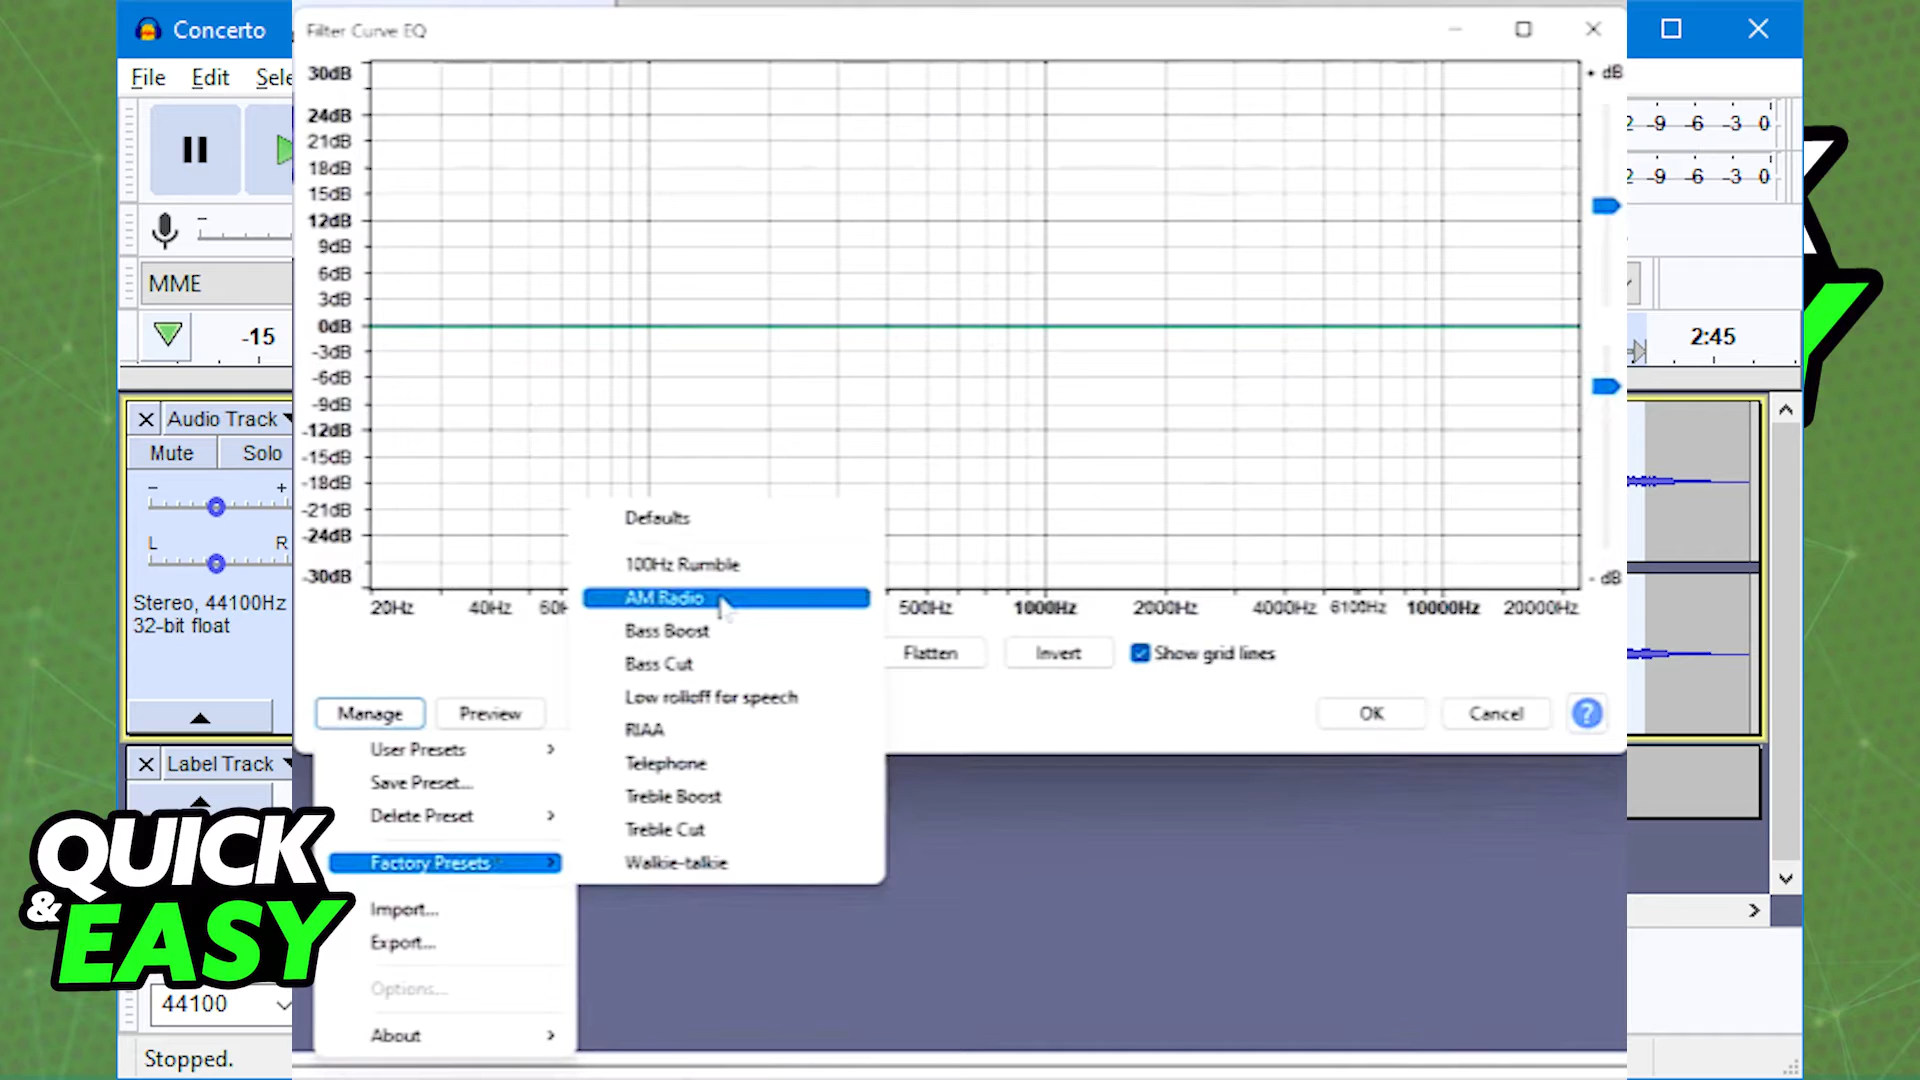 Concerto
Filter Curve EQ
File Edit Sele
30dB
24dB
21dB
18dB
15dB
12dB
9dB
6dB
3dB
0dB
-3dB
-6dB
-9dB
-12dB
-15dB
-18dB
-21dB
-24dB
-30dB
+ dB
- dB
20Hz 40Hz 60H 500Hz 1000Hz 2000Hz 4000Hz 6100Hz 10000Hz 20000Hz
2 -9 -6 -3 0
2 -9 -6 -3 0
MME
-15
2:45
Audio Track
Mute Solo
- +
L R
Stereo, 44100Hz
32-bit float
Label Track
Defaults
100Hz Rumble
AM Radio
Bass Boost
Bass Cut
Low rolloff for speech
RIAA
Telephone
Treble Boost
Treble Cut
Walkie-talkie
Flatten Invert Show grid lines
Manage Preview OK Cancel ?
User Presets
Save Preset...
Delete Preset
Factory Presets
Import...
Export...
Options...
About
QUICK
& EASY
44100
Stopped.